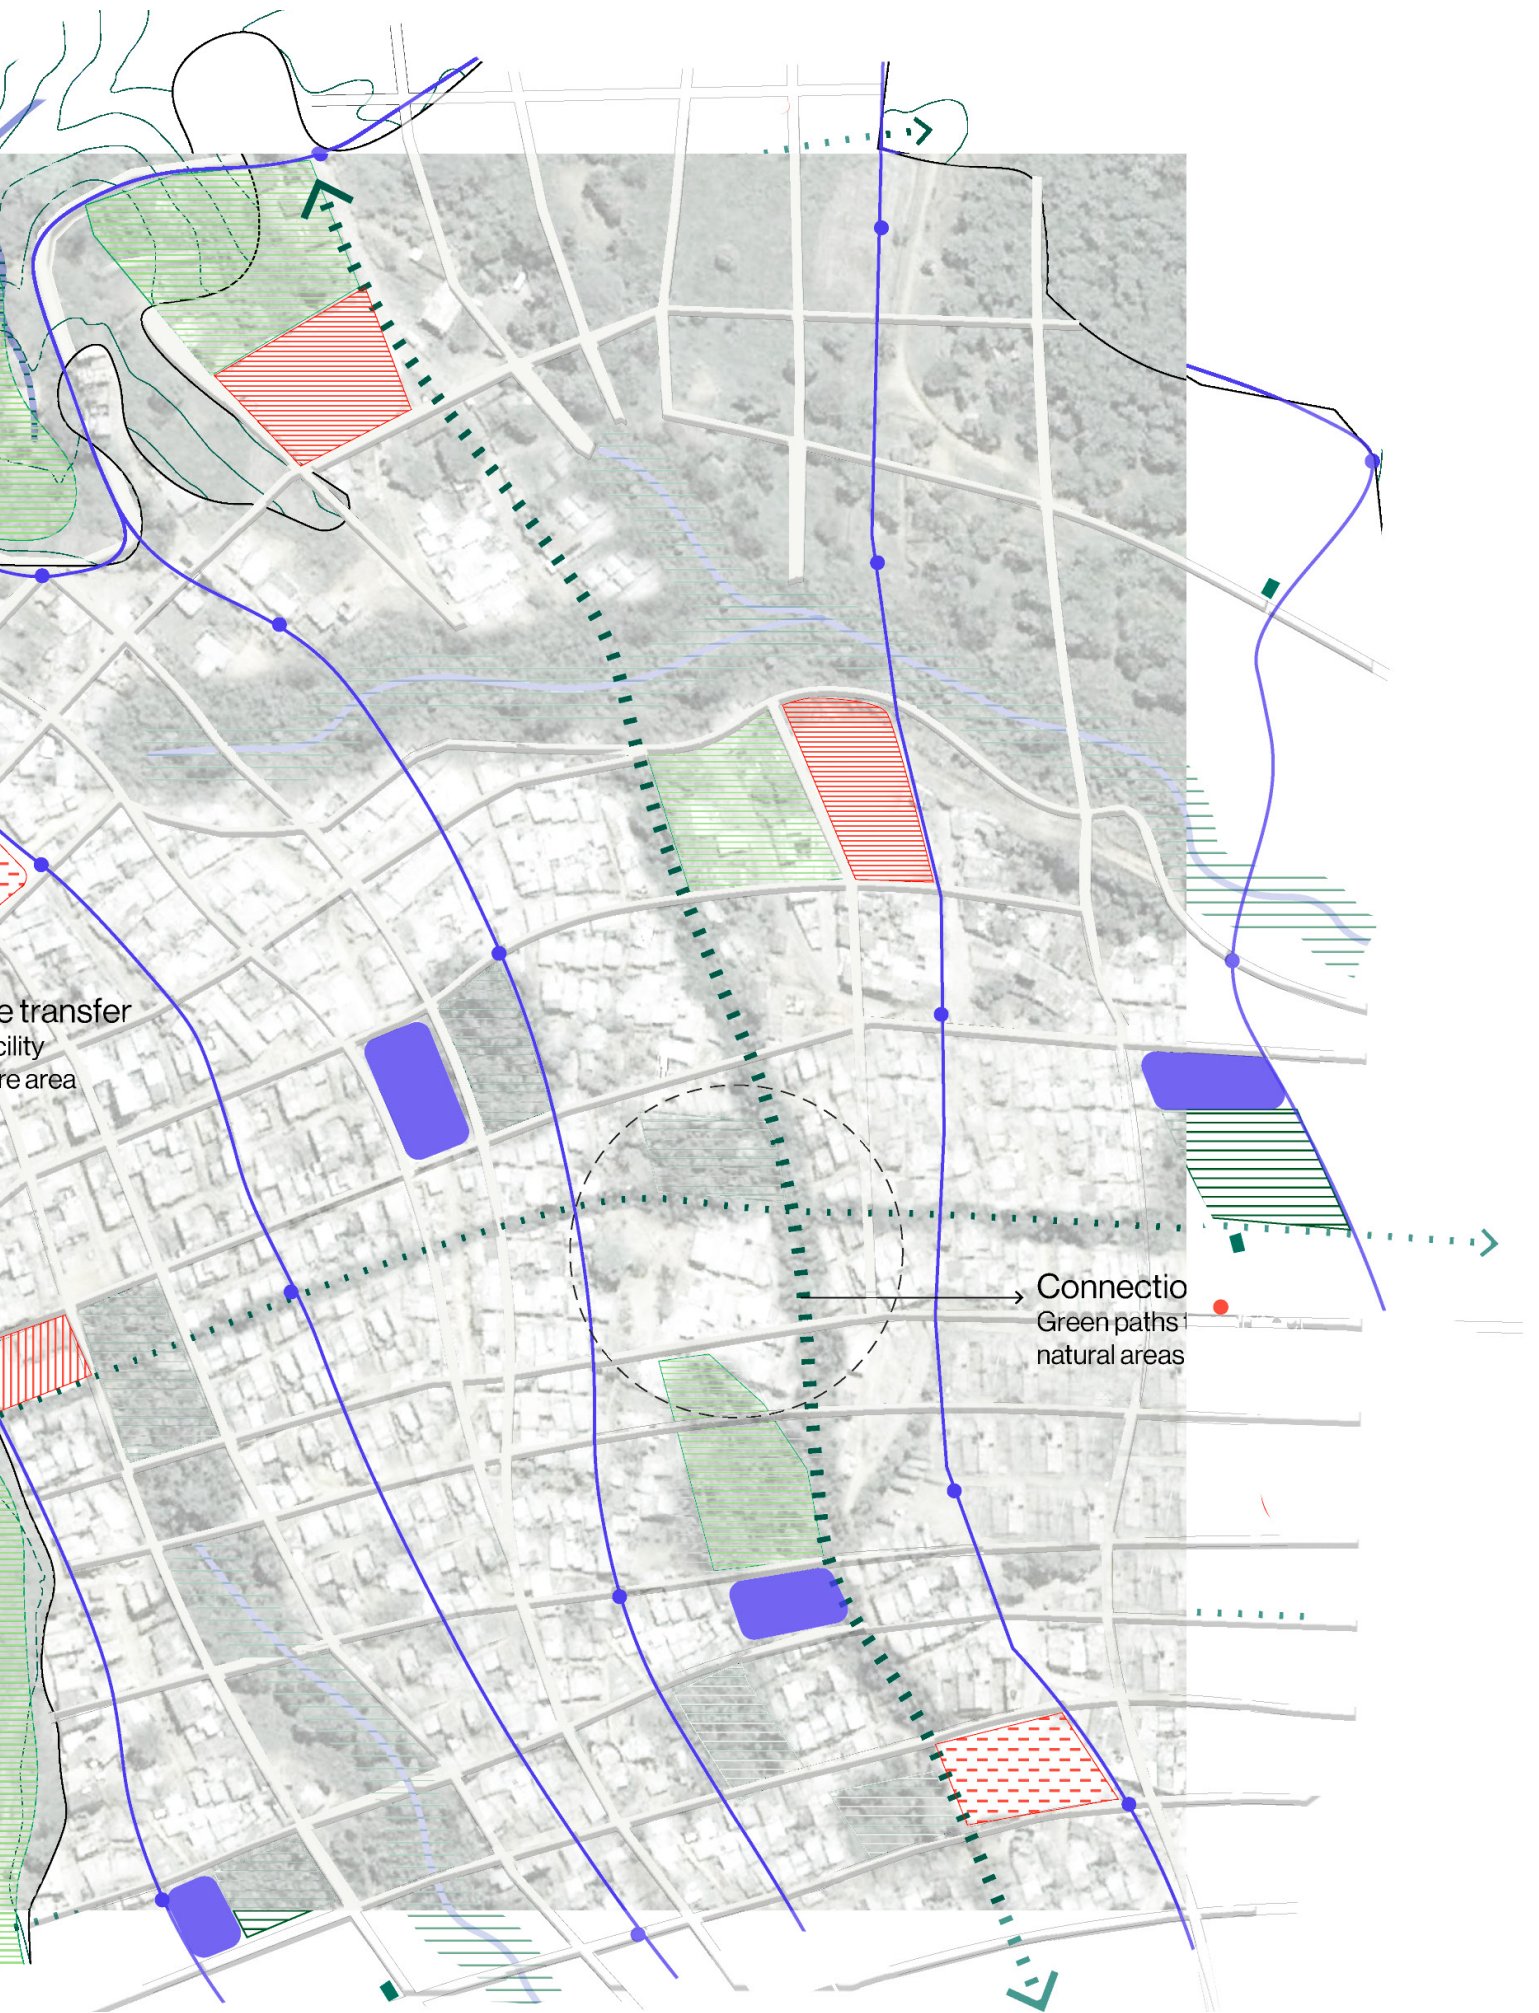 e transfer
cility
re area
Connectio
Green paths
natural areas